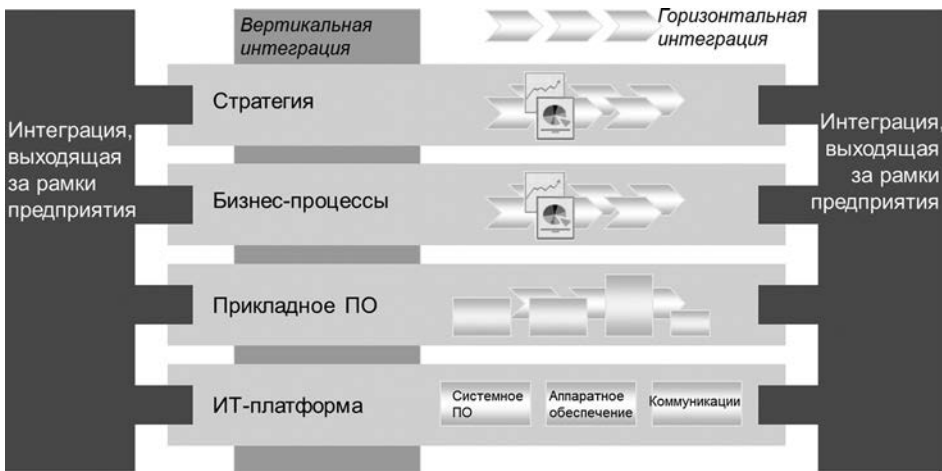 Вертикальная
интеграция
Горизонтальная
интеграция
Стратегия
Интеграция,
выходящая
за рамки
предприятия
Интеграция,
выходящая
за рамки
предприятия
Бизнес-процессы
Прикладное ПО
ИТ-платформа
Системное
ПО
Аппаратное
обеспечение
Коммуникации